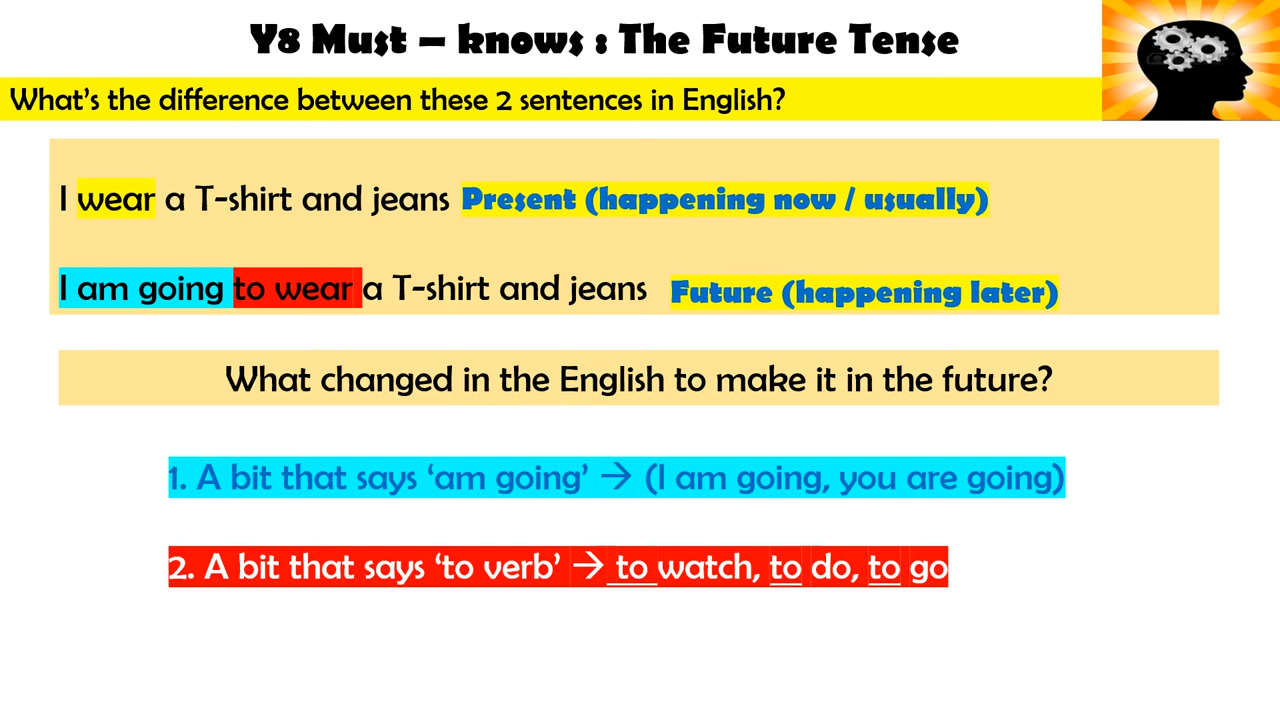 Y8 Must – knows : The Future Tense
What's the difference between these 2 sentences in English?
I wear a T-shirt and jeans Present (happening now / usually)
I am going to wear a T-shirt and jeans Future (happening later)
What changed in the English to make it in the future?
1. A bit that says ‘am going’ → (I am going, you are going)
2. A bit that says ‘to verb’ → to watch, to do, to go